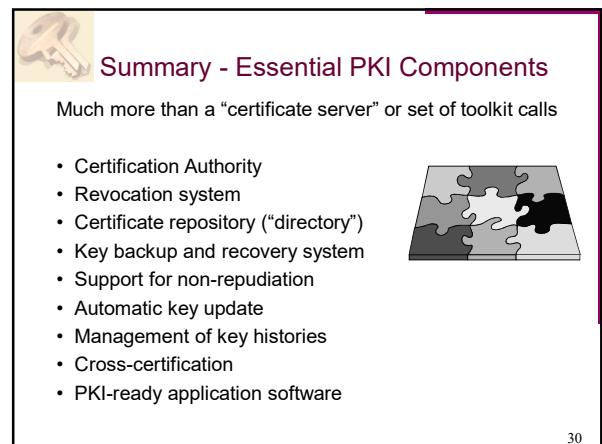 Summary - Essential PKI Components
Much more than a “certificate server” or set of toolkit calls
• Certification Authority
• Revocation system
• Certificate repository (“directory”)
• Key backup and recovery system
• Support for non-repudiation
• Automatic key update
• Management of key histories
• Cross-certification
• PKI-ready application software
30